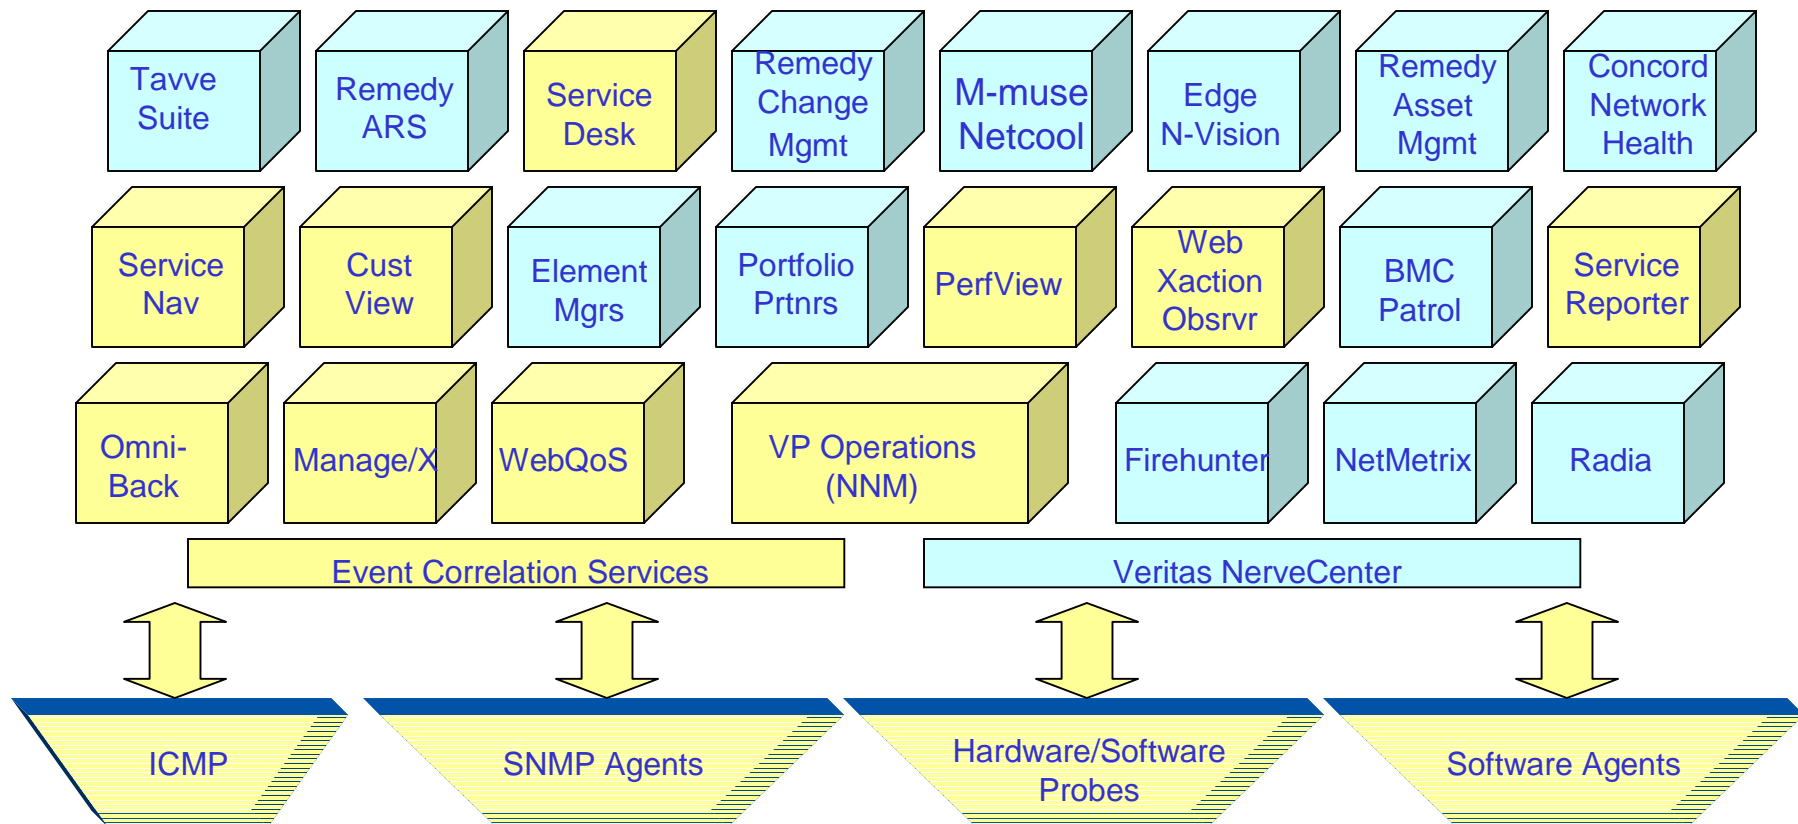 Tavve
Suite
Remedy
ARS
Service
Desk
Remedy
Change
Mgmt
M-muse
Netcool
Edge
N-Vision
Remedy
Asset
Mgmt
Concord
Network
Health
Service
Nav
Cust
View
Element
Mgrs
Portfolio
Prtnrs
PerfView
Web
Xaction
Obsrvr
BMC
Patrol
Service
Reporter
Omni-
Back
Manage/X
WebQoS
VP Operations
(NNM)
Firehunter
NetMetrix
Radia
Event Correlation Services
Veritas NerveCenter
ICMP
SNMP Agents
Hardware/Software
Probes
Software Agents